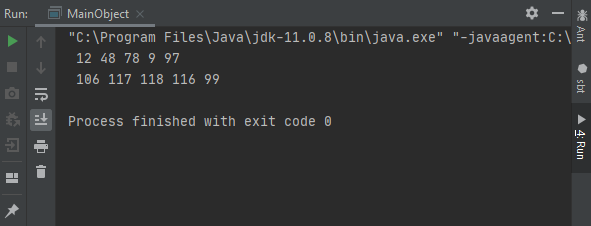 Run: MainObject
"C:\Program Files\Java\jdk-11.0.8\bin\java.exe" "-javaagent:C:\
12 48 78 9 97
106 117 118 116 99
Process finished with exit code 0
Ant
sbt
4: Run